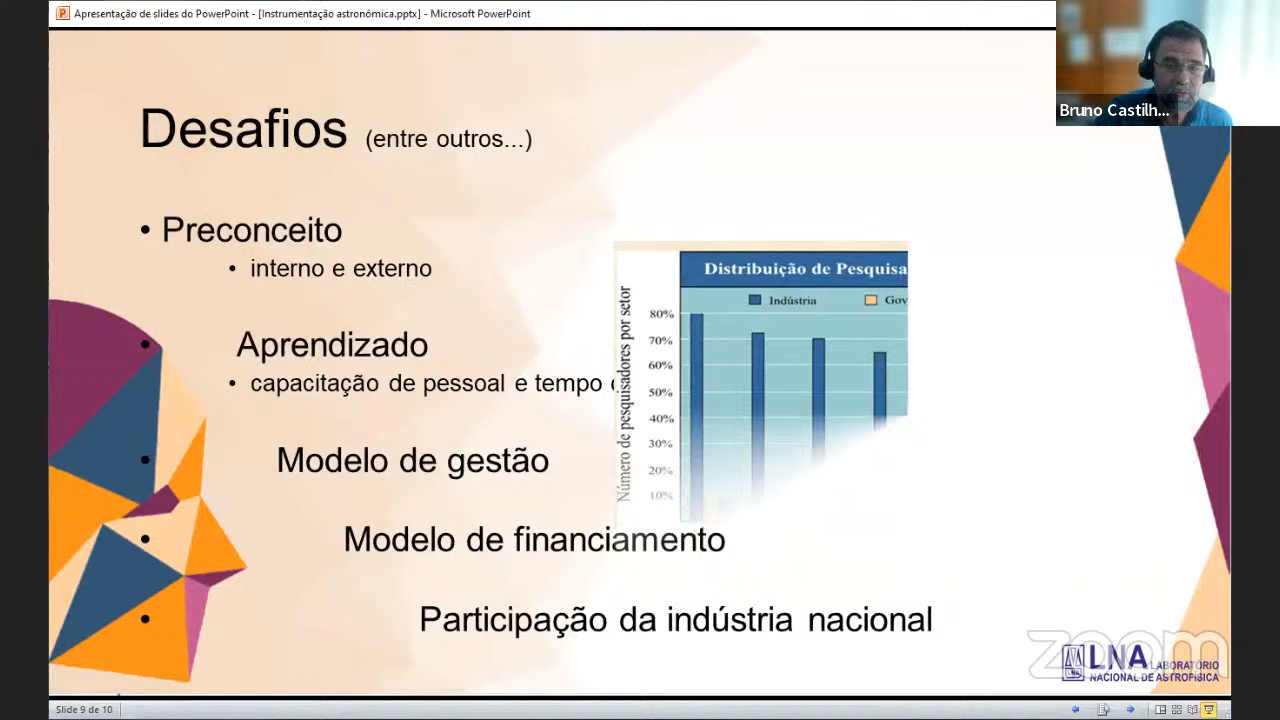 Apresentação de slides do PowerPoint - [Instrumentação astronômica.pptx] - Microsoft PowerPoint
Bruno Castilh...
Desafios (entre outros...)
• Preconceito
• interno e externo
• Aprendizado
• capacitação de pessoal e tempo
• Modelo de gestão
• Modelo de financiamento
• Participação da indústria nacional
Distribuição de Pesquisa
Indústria
Gov
Número de pesquisadores por setor
80%
70%
60%
50%
40%
30%
20%
10%
zoom
LNA LABORATÓRIO
NACIONAL DE ASTROFÍSICA
Slide 9 de 10